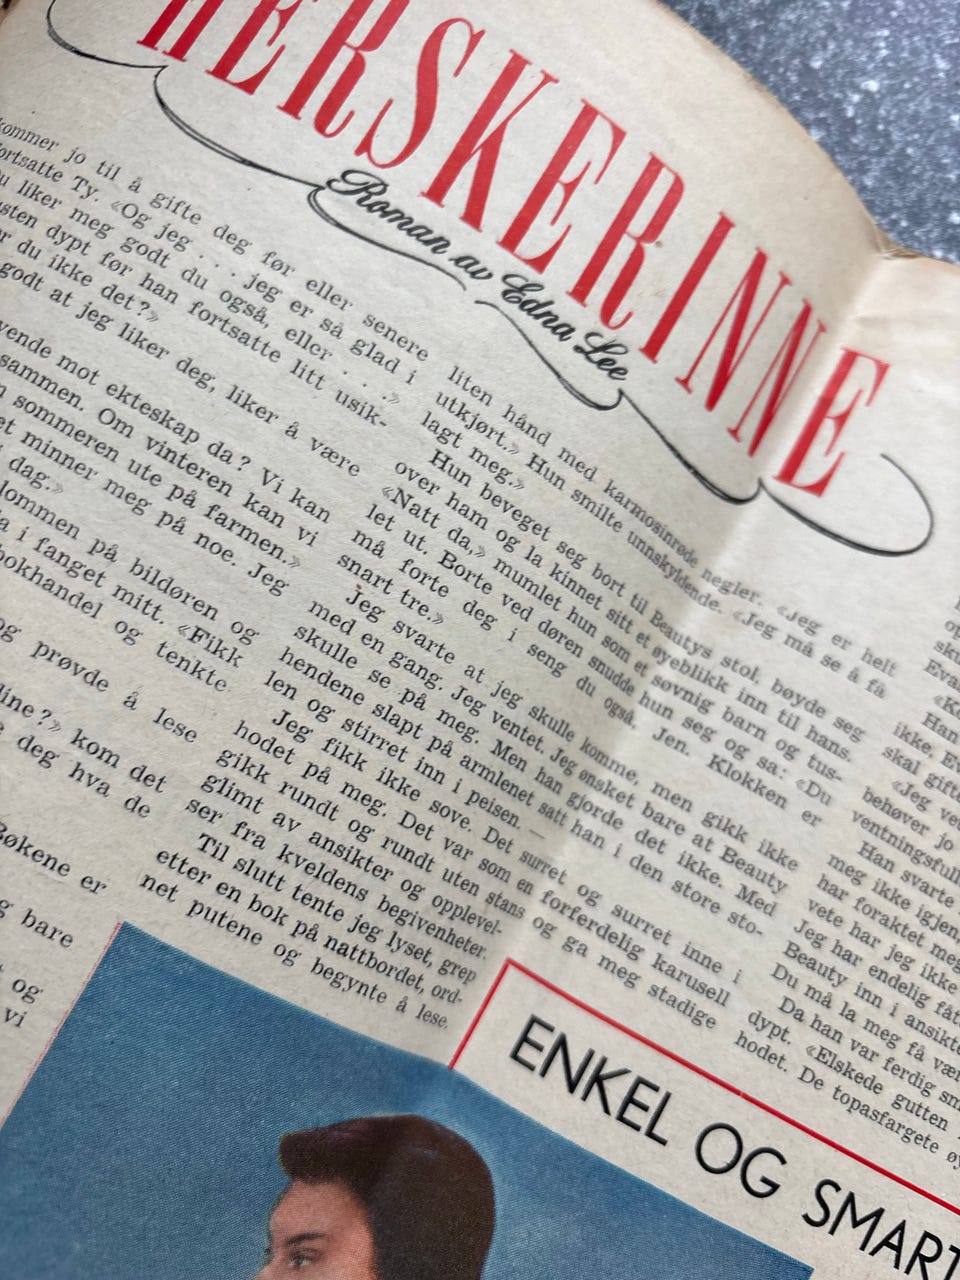 HERSKERINNE
Roman av Edna Lee
kommer jo til å gifte deg før eller senere
fortsatte Ty. «Og jeg . . . jeg er så glad i
u liker meg godt du også, eller . . .»
sten dypt før han fortsatte litt usik-
r du ikke det?»
godt at jeg liker deg, liker å være
vende mot ekteskap da? Vi kan
sammen. Om vinteren kan vi
sommeren ute på farmen.»
et minner meg på noe. Jeg
dag.»
lommen på bildøren og
a i fanget mitt. «Fikk
bokhandel og tenkte
og prøvde å lese
line?» kom det
deg hva de
Bøkene er
g bare
t og
vi
liten hånd med karmosinrøde negler. «Jeg er helt
utkjørt.» Hun smilte unnskyldende. «Jeg må se å få
lagt meg.»
Hun beveget seg bort til Beautys stol, bøyde seg
over ham og la kinnet sitt et øyeblikk inn til hans.
«Natt da,» mumlet hun som et søvnig barn og tus-
let ut. Borte ved døren snudde hun seg og sa: «Du
må forte deg i seng du også, Jen. Klokken er
snart tre.»
Jeg svarte at jeg skulle komme, men gikk ikke
med en gang. Jeg ventet. Jeg ønsket bare at Beauty
skulle se på meg. Men han gjorde det ikke. Med
hendene slapt på armlenet satt han i den store sto-
len og stirret inn i peisen. —
Jeg fikk ikke sove. Det surret og surret inne i
hodet på meg. Det var som en forferdelig karusell
gikk rundt og rundt uten stans og ga meg stadige
glimt av ansikter og opplevel-
ser fra kveldens begivenheter.
Til slutt tente jeg lyset, grep
etter en bok på nattbordet, ord-
net putene og begynte å lese.
op
sku
Eva
Han
ikke. Ev
skal gifte
«Jeg ve
behøver jo
ventningsfull
Han svarte
meg ikke igjen,
har foraktet meg
vete har jeg ikke
Jeg har endelig fåt
Beauty inn i ansikt
Du må la meg få vær
Da han var ferdig sm
dypt. «Elskede gutten
hodet. De topasfargete øy
ENKEL OG SMART